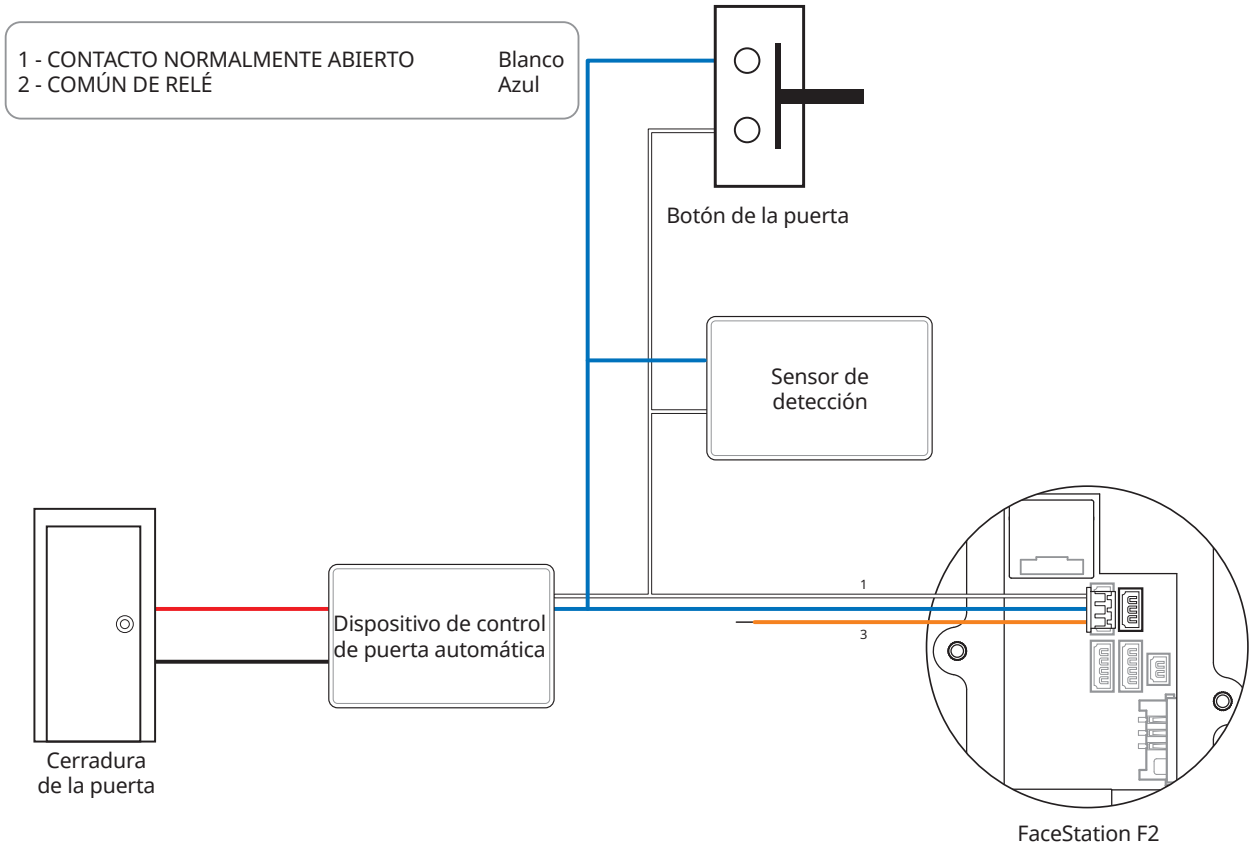 1 - CONTACTO NORMALMENTE ABIERTO Blanco
2 - COMÚN DE RELÉ Azul
Botón de la puerta
Sensor de
detección
1
3
Dispositivo de control
de puerta automática
Cerradura
de la puerta
FaceStation F2